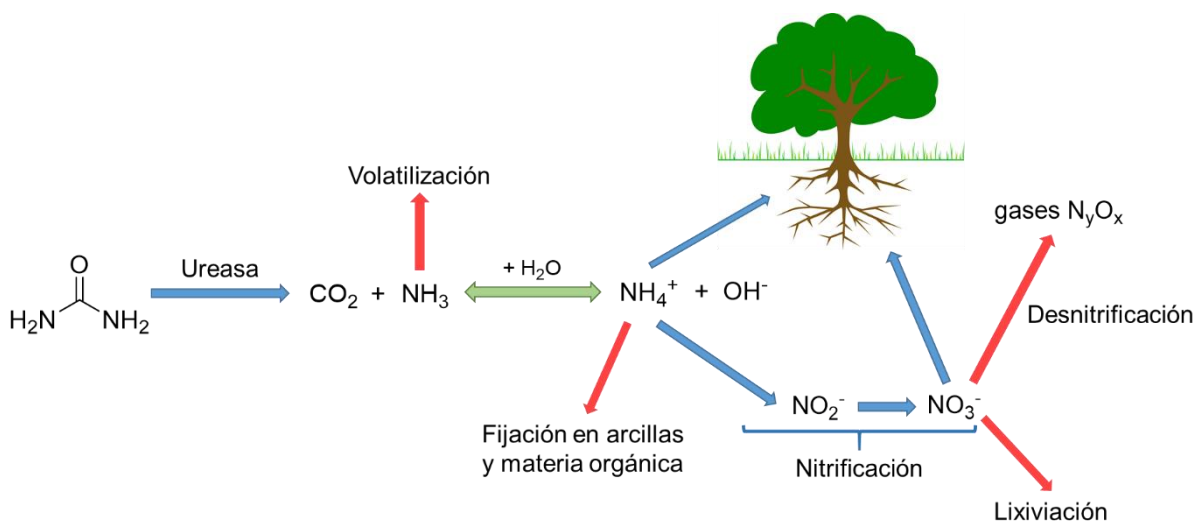 Volatilización
gases NyOx
O
Ureasa
+ H2O
H2N NH2
CO2 + NH3
NH4+ + OH-
Desnitrificación
NO2-
NO3-
Fijación en arcillas
y materia orgánica
Nitrificación
Lixiviación